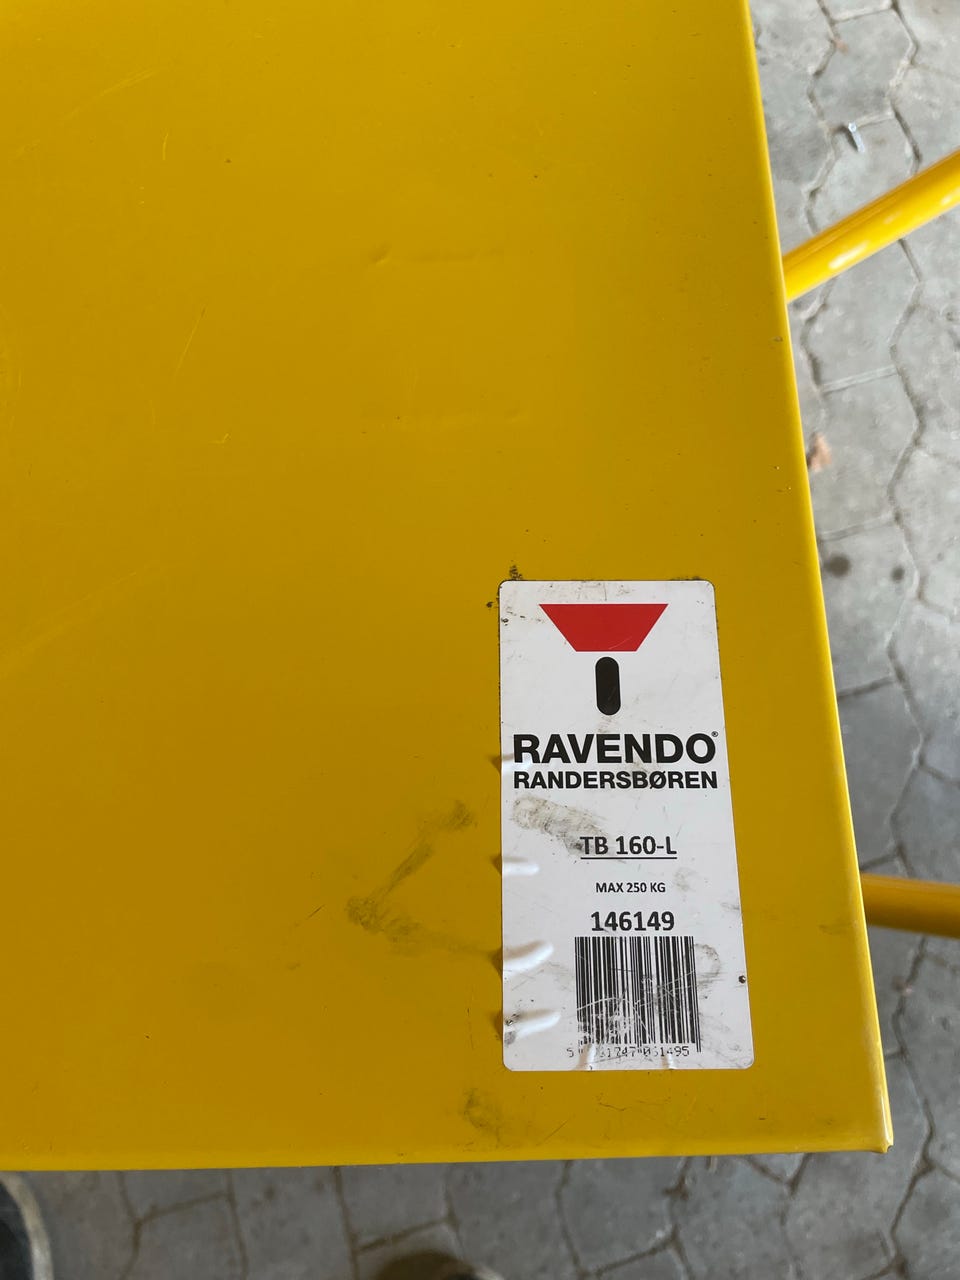 RAVENDO®
RANDERSBØREN
TB 160-L
MAX 250 KG
146149